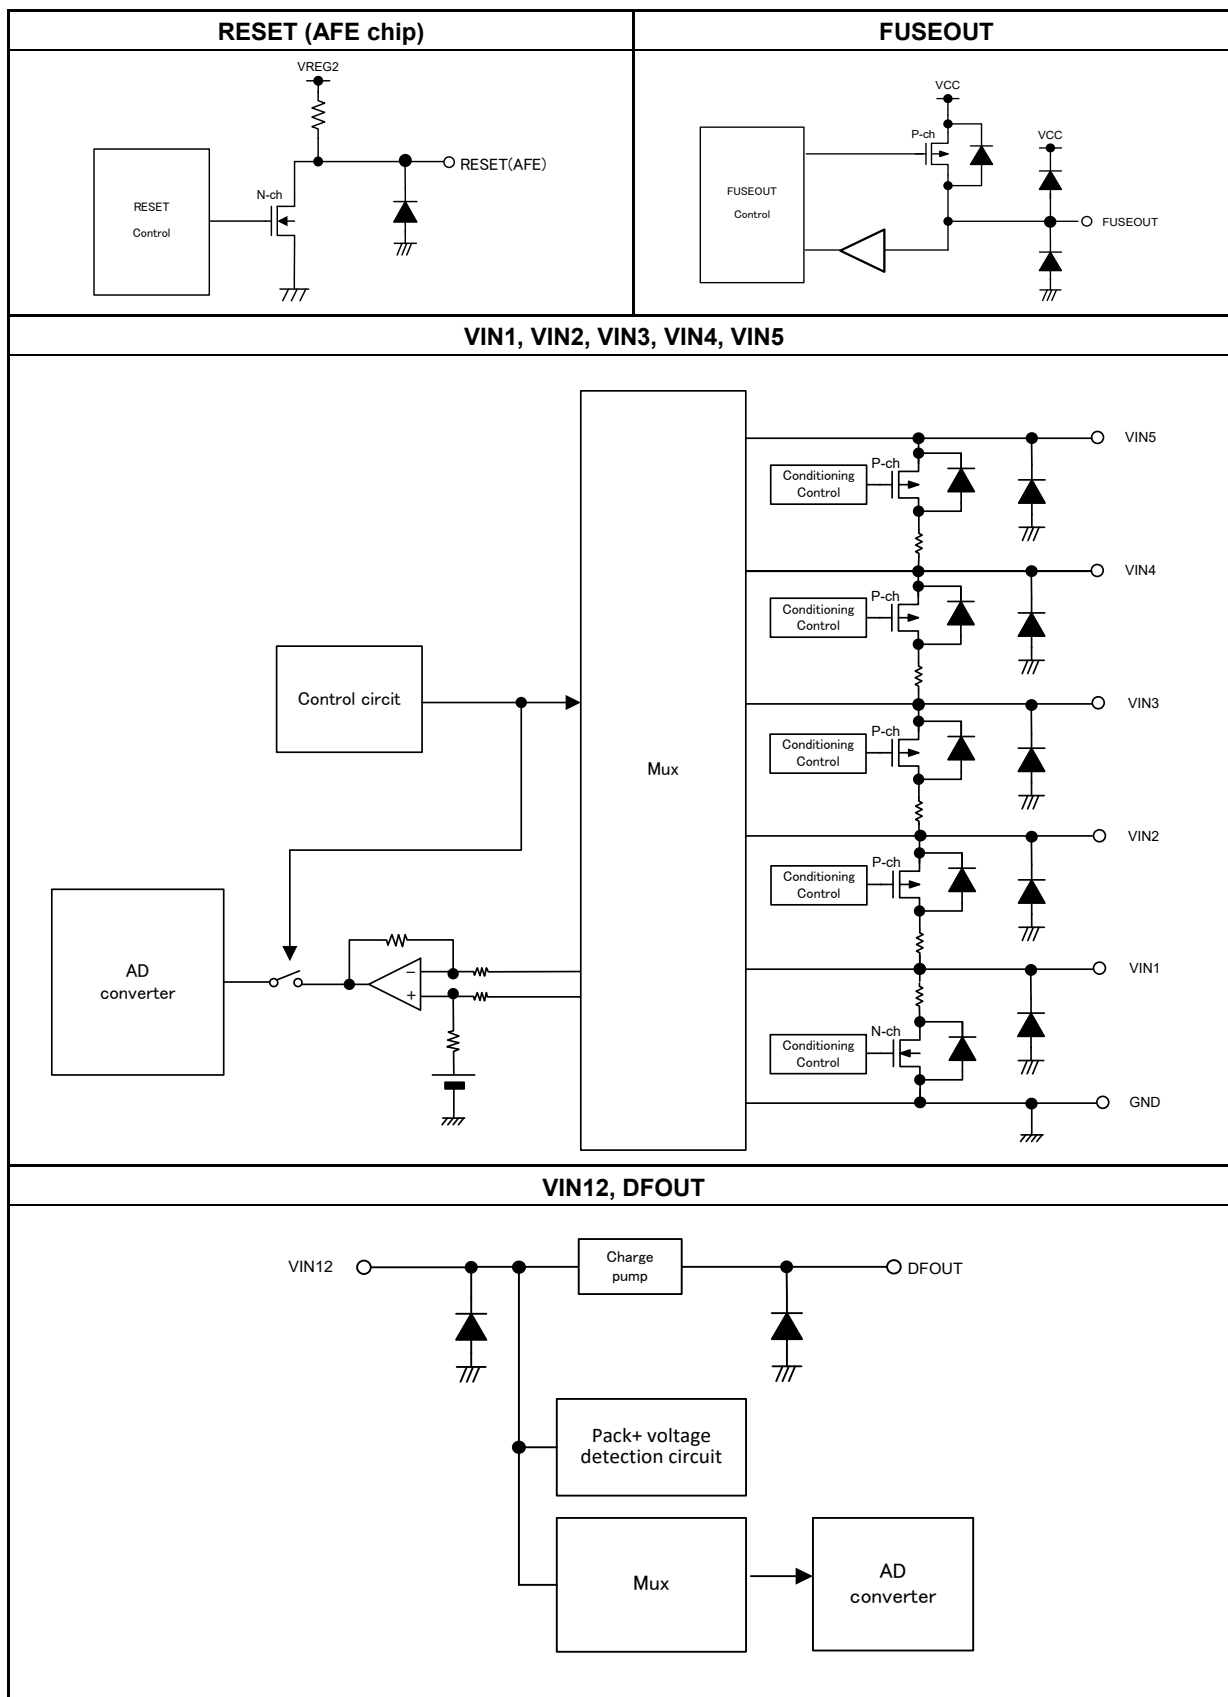 RESET (AFE chip)
FUSEOUT
VREG2
N-ch
RESET
Control
RESET(AFE)
VCC
P-ch
VCC
FUSEOUT
Control
FUSEOUT
VIN1, VIN2, VIN3, VIN4, VIN5
VIN5
P-ch
Conditioning
Control
VIN4
P-ch
Conditioning
Control
Control circit
VIN3
P-ch
Conditioning
Control
Mux
VIN2
P-ch
Conditioning
Control
AD
converter
−
+
VIN1
N-ch
Conditioning
Control
GND
VIN12, DFOUT
VIN12
Charge
pump
DFOUT
Pack+ voltage
detection circuit
Mux
AD
converter